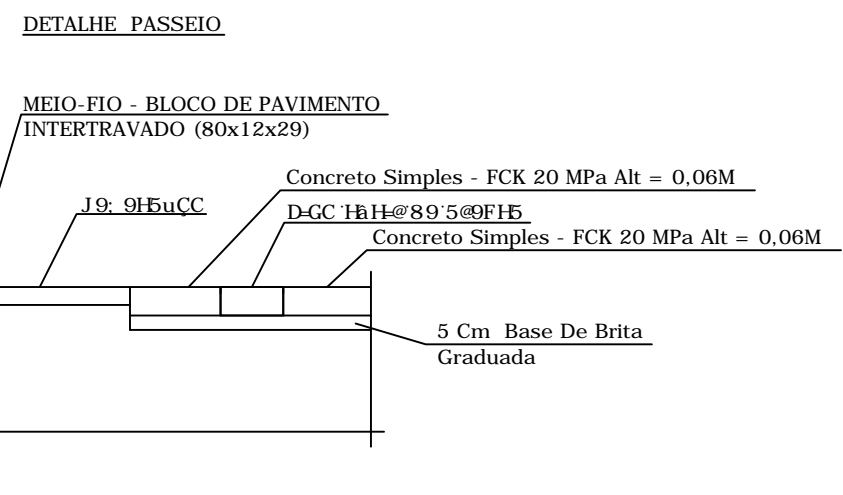 DETALHE PASSEIO
MEIO-FIO - BLOCO DE PAVIMENTO
INTERTRAVADO (80x12x29)
Concreto Simples - FCK 20 MPa Alt = 0,06M
Concreto Simples - FCK 20 MPa Alt = 0,06M
5 Cm Base De Brita
Graduada